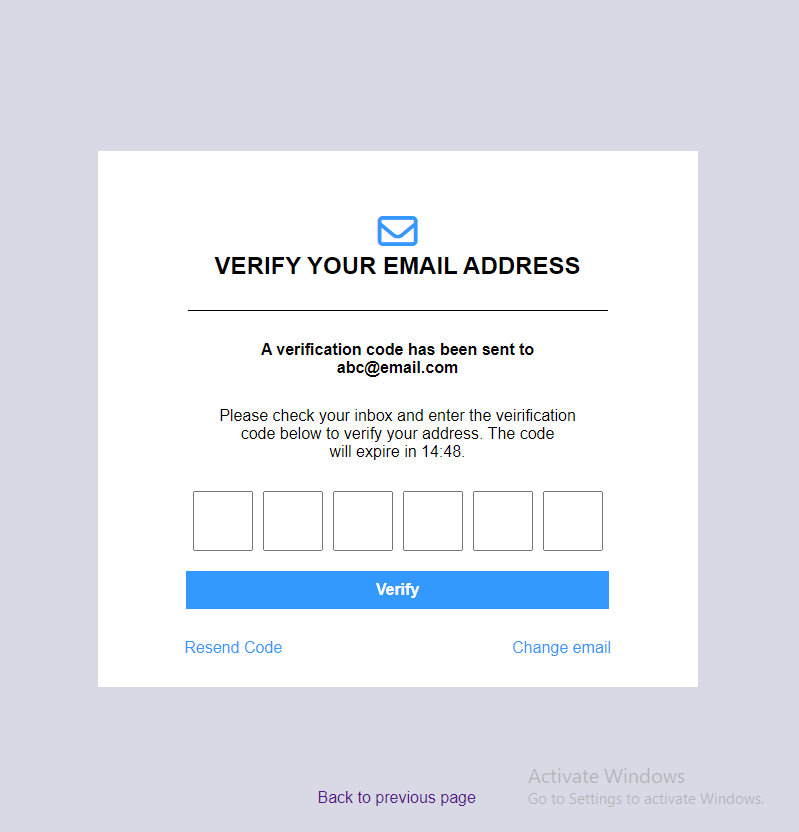 VERIFY YOUR EMAIL ADDRESS
A verification code has been sent to
abc@email.com
Please check your inbox and enter the veirification
code below to verify your address. The code
will expire in 14:48.
Verify
Resend Code
Change email
Activate Windows
Back to previous page
Go to Settings to activate Windows.